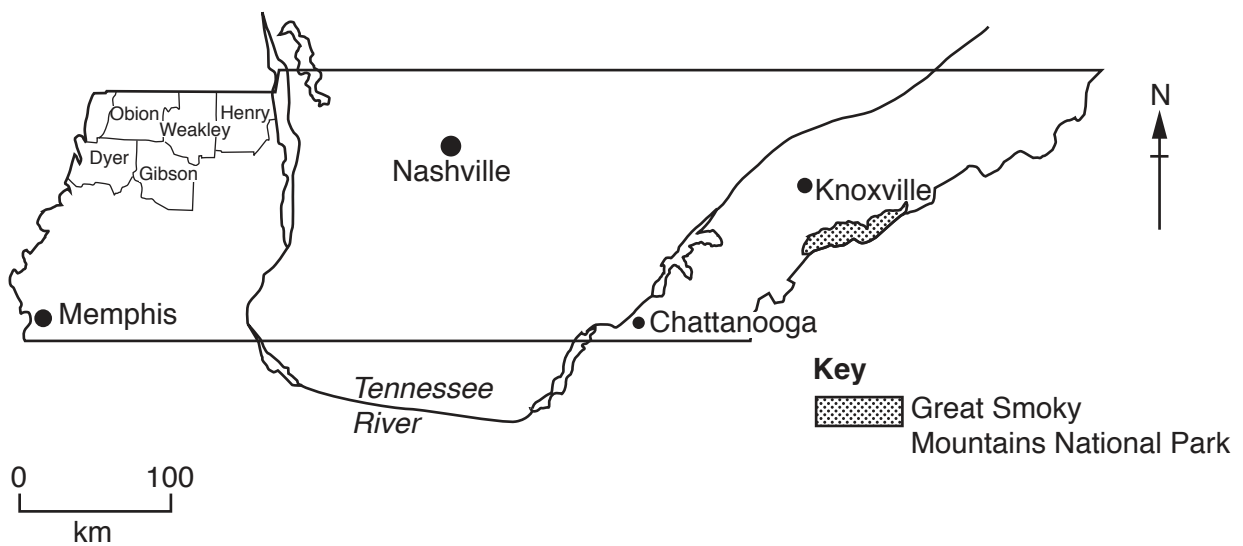 N
Obion
Henry
Weakley
Dyer
Gibson
Nashville
Knoxville
Memphis
Chattanooga
Tennessee
River
Key
Great Smoky
Mountains National Park
0 100
km